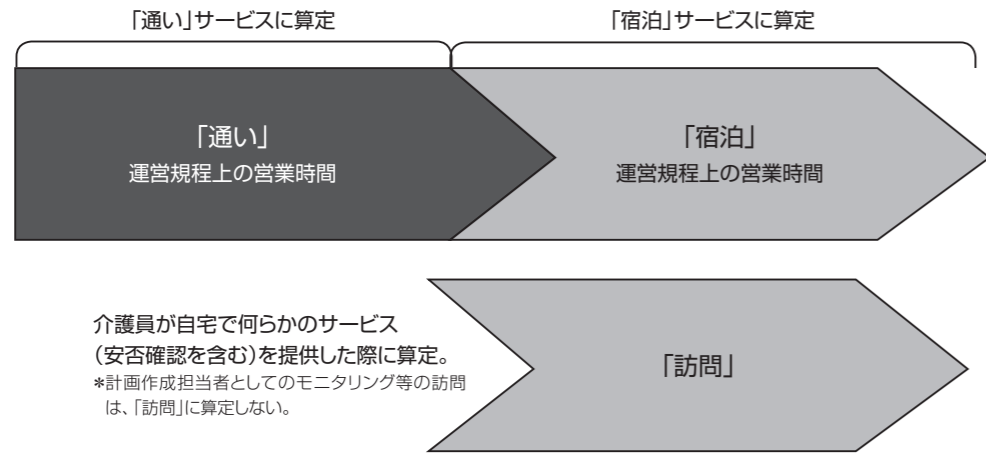 「通い」サービスに算定
「宿泊」サービスに算定
「通い」
運営規程上の営業時間
「宿泊」
運営規程上の営業時間
介護員が自宅で何らかのサービス
（安否確認を含む）を提供した際に算定。
*計画作成担当者としてのモニタリング等の訪問
は、「訪問」に算定しない。
「訪問」